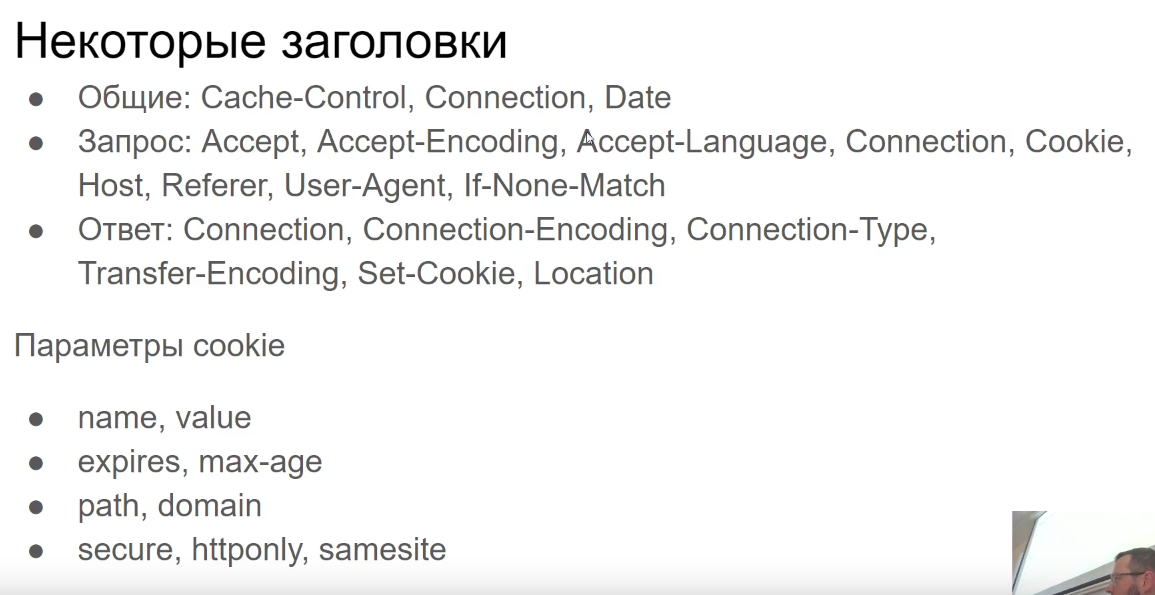 Некоторые заголовки
● Общие: Cache-Control, Connection, Date
● Запрос: Accept, Accept-Encoding, Accept-Language, Connection, Cookie,
Host, Referer, User-Agent, If-None-Match
● Ответ: Connection, Connection-Encoding, Connection-Type,
Transfer-Encoding, Set-Cookie, Location
Параметры cookie
● name, value
● expires, max-age
● path, domain
● secure, httponly, samesite